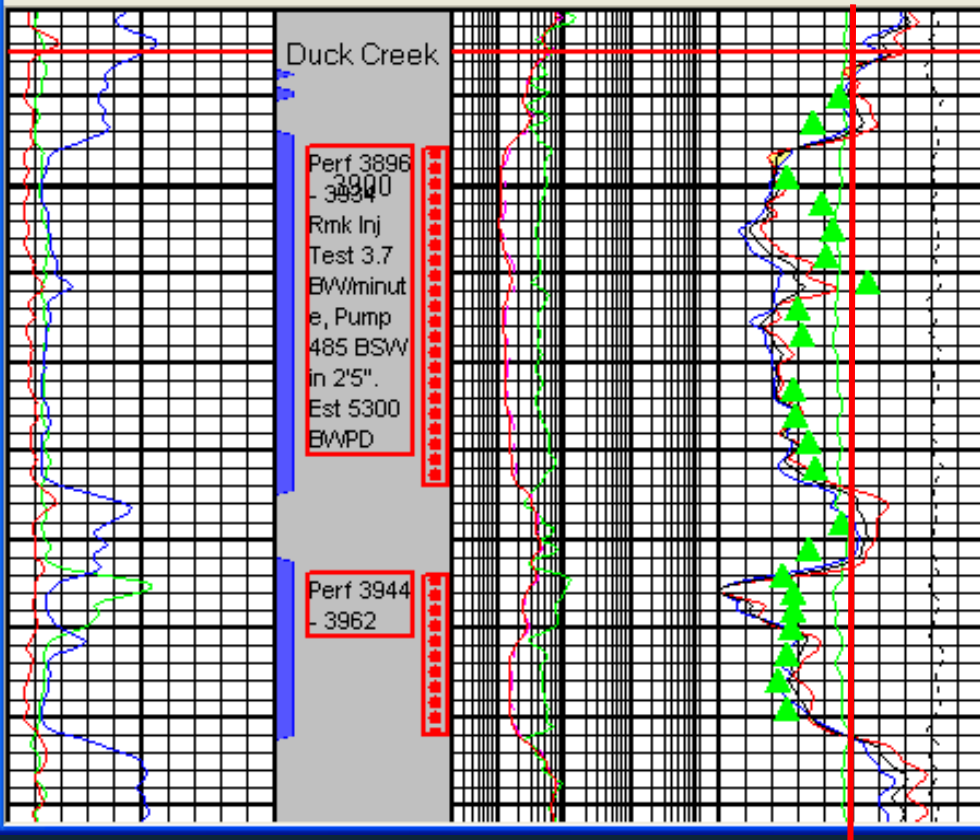 Duck Creek
Perf 3896
3900
- 3934
Rmk Inj
Test 3.7
BW/minut
e, Pump
485 BSW
in 2'5".
Est 5300
BWPD
Perf 3944
- 3962